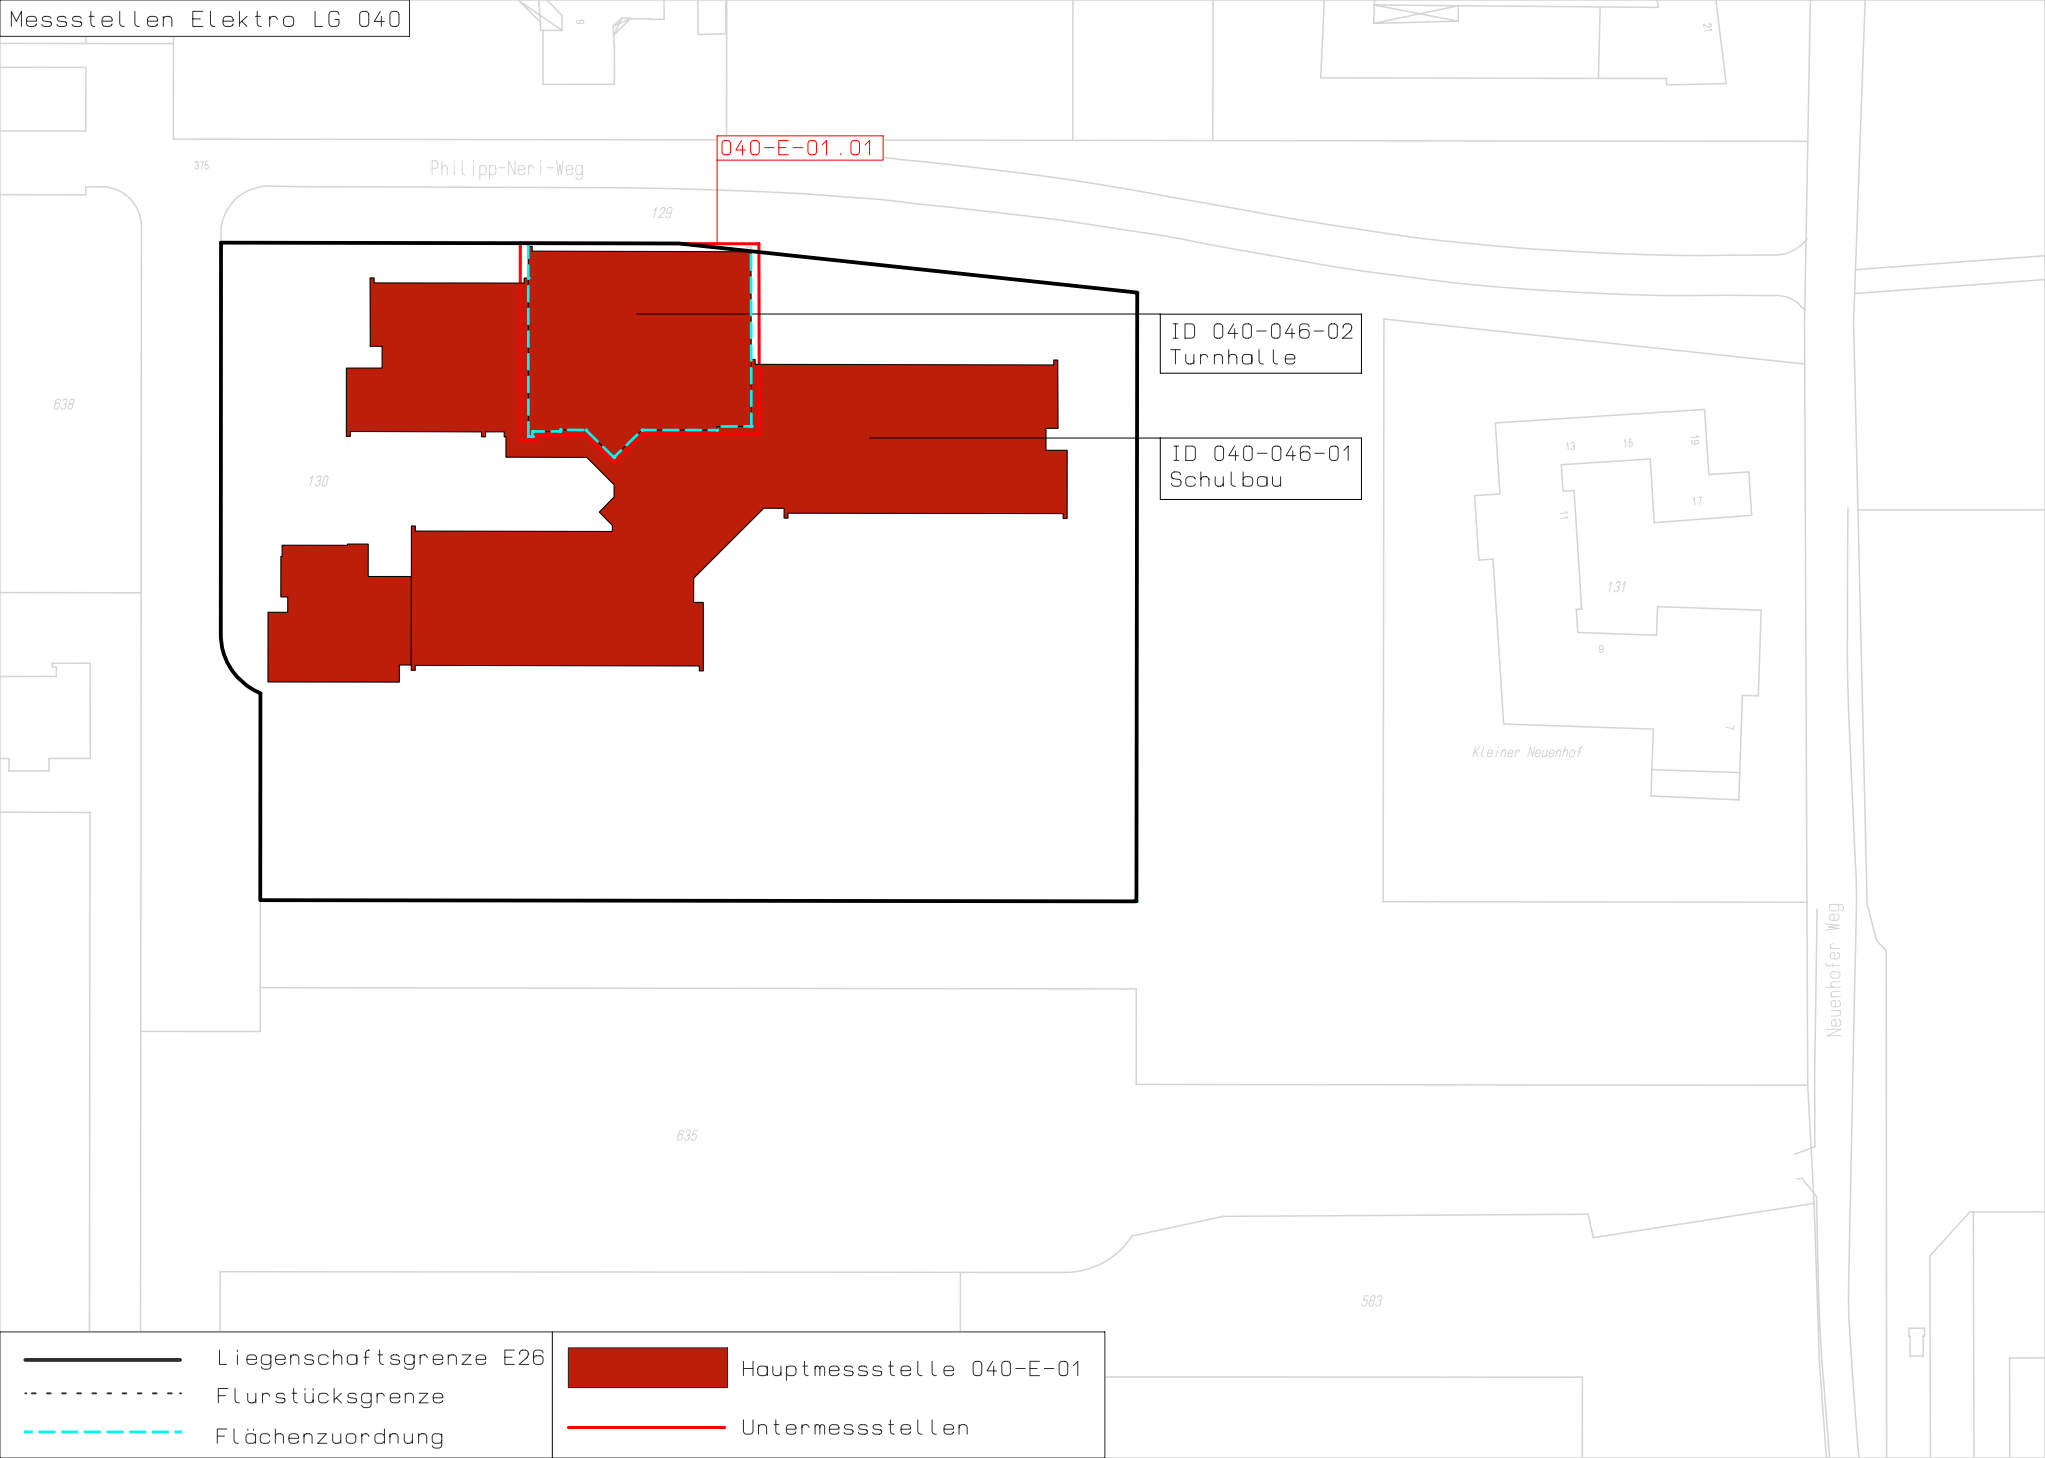 Messstellen Elektro LG 040
6
21
040-E-01.01
375
Philipp-Neri-Weg
129
ID 040-046-02
Turnhalle
638
13
15
19
ID 040-046-01
Schulbau
130
17
11
131
9
7
Kleiner Neuenhof
Neuenhofer Weg
635
583
Liegenschaftsgrenze E26
Flurstücksgrenze
Flächenzuordnung
Hauptmessstelle 040-E-01
Untermessstellen